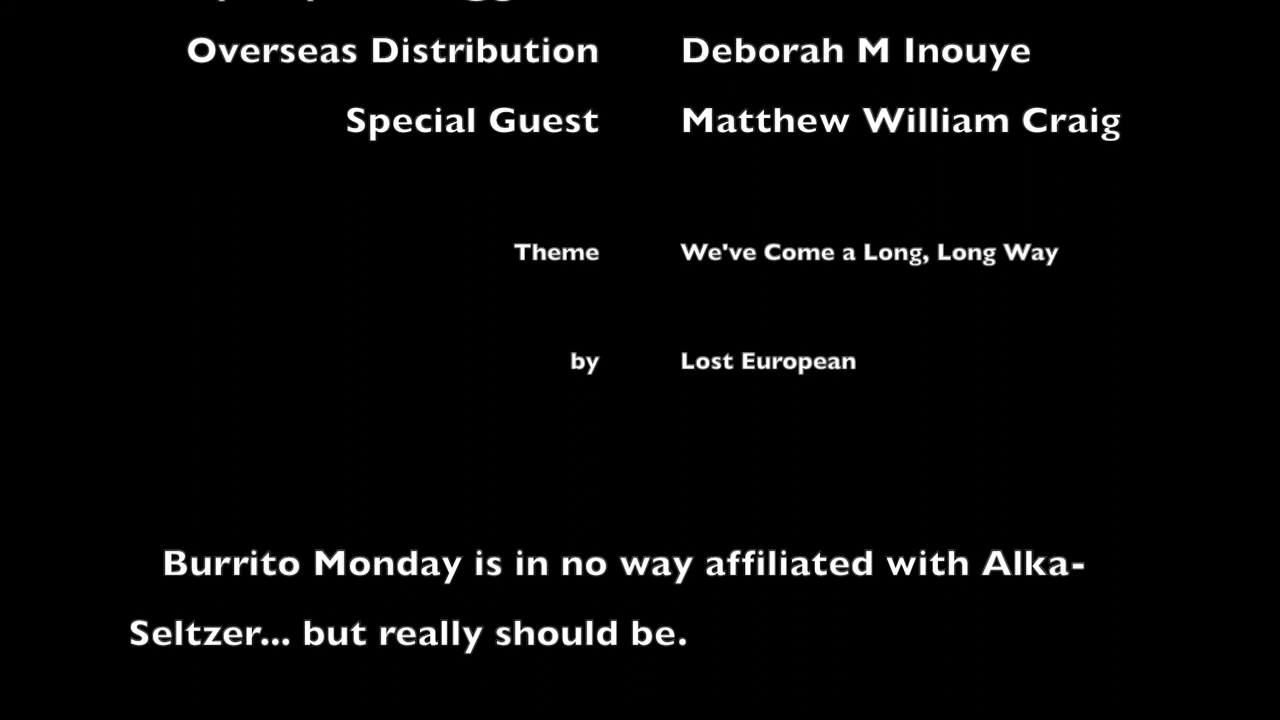 Overseas Distribution Deborah M Inouye
Special Guest Matthew William Craig
Theme We've Come a Long, Long Way
by Lost European
Burrito Monday is in no way affiliated with Alka-
Seltzer... but really should be.